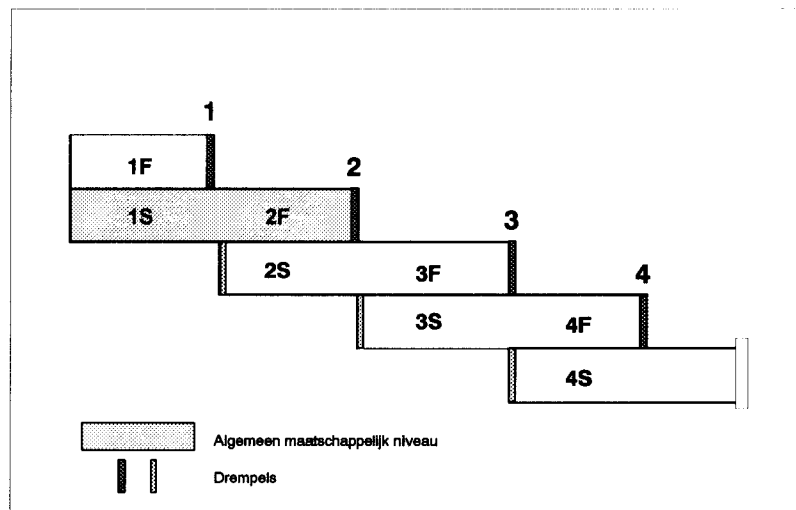 1
1F
2
1S 2F
3
2S 3F
4
3S 4F
4S
Algemeen maatschappelijk niveau
Drempels